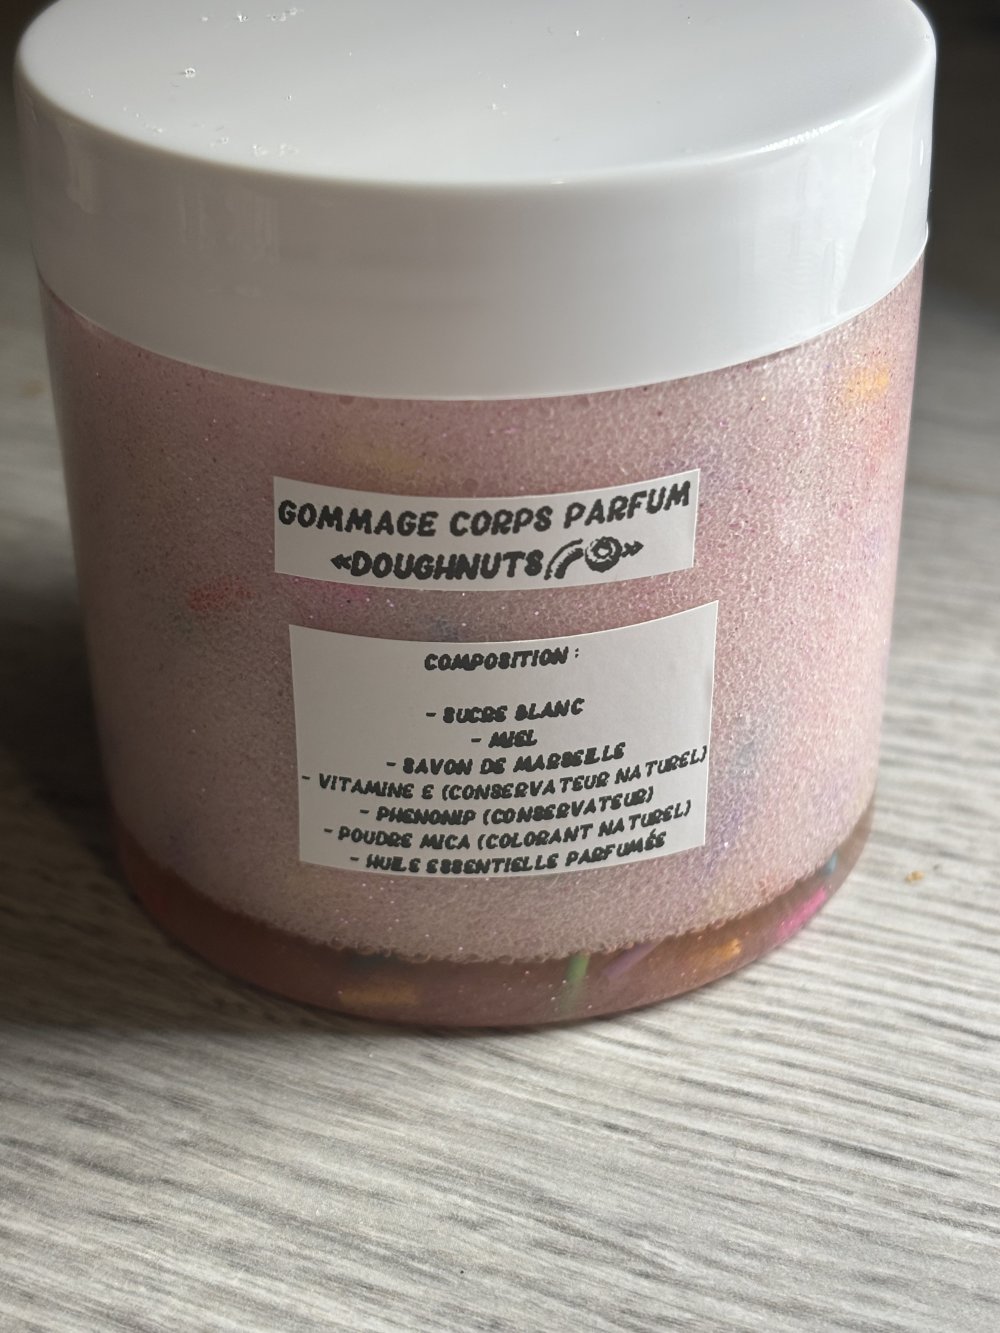 GOMMAGE CORPS PARFUM
«DOUGHNUTS»
COMPOSITION :
- SUCRE BLANC
- MIEL
- SAVON DE MARSEILLE
- VITAMINE E (CONSERVATEUR NATUREL)
- PHENONIP (CONSERVATEUR)
- POUDRE MICA (COLORANT NATUREL)
- HUILE ESSENTIELLE PARFUMÉE